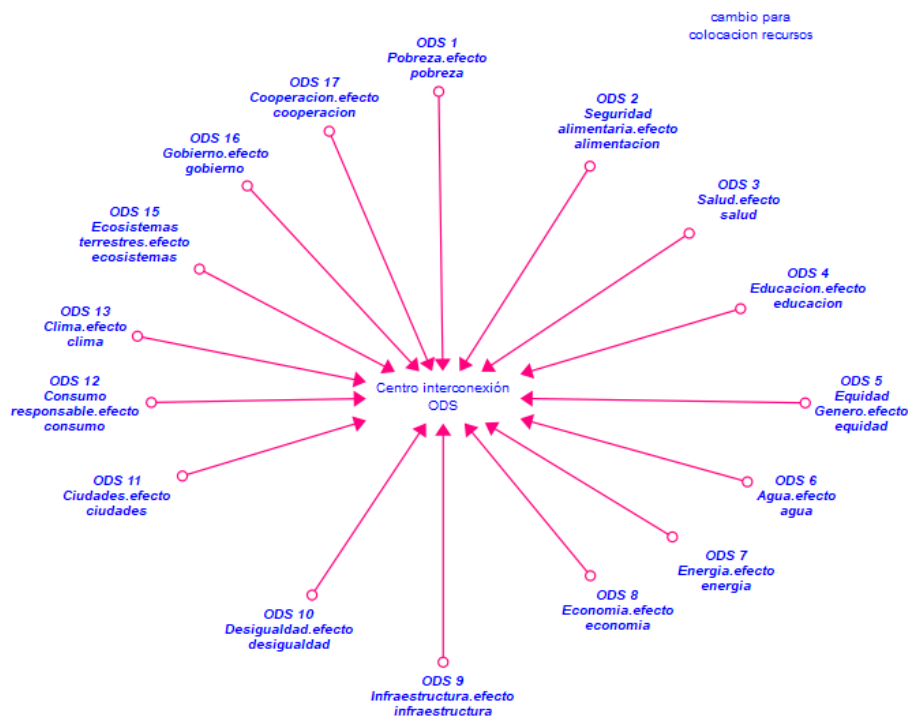 cambio para
colocacion recursos
ODS 1
Pobreza.efecto
pobreza
ODS 17
Cooperacion.efecto
cooperacion
ODS 2
Seguridad
alimentaria.efecto
alimentacion
ODS 16
Gobierno.efecto
gobierno
ODS 3
Salud.efecto
salud
ODS 15
Ecosistemas
terrestres.efecto
ecosistemas
ODS 4
Educacion.efecto
educacion
ODS 13
Clima.efecto
clima
ODS 12
Consumo
responsable.efecto
consumo
Centro interconexión
ODS
ODS 5
Equidad
Genero.efecto
equidad
ODS 11
Ciudades.efecto
ciudades
ODS 6
Agua.efecto
agua
ODS 7
Energia.efecto
energia
ODS 8
Economia.efecto
economia
ODS 10
Desigualdad.efecto
desigualdad
ODS 9
Infraestructura.efecto
infraestructura